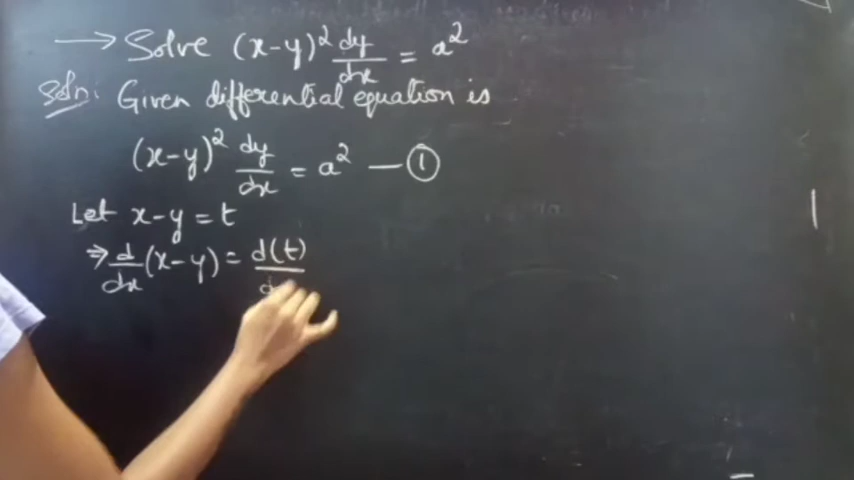 → Solve (x-y)² dy/dx = a²
Soln: Given differential equation is
(x-y)² dy/dx = a² — ①
Let x-y = t
⇒ d/dx (x-y) = d(t)/d